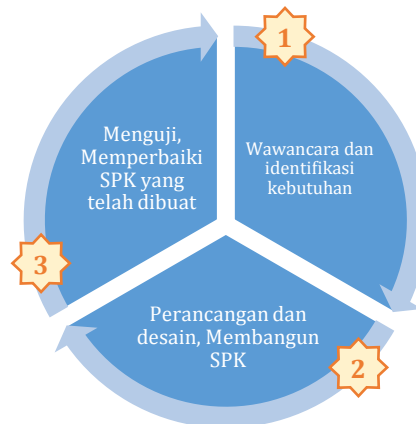 1
Wawancara dan
identifikasi
kebutuhan
2
Perancangan dan
desain, Membangun
SPK
3
Menguji,
Memperbaiki
SPK yang
telah dibuat